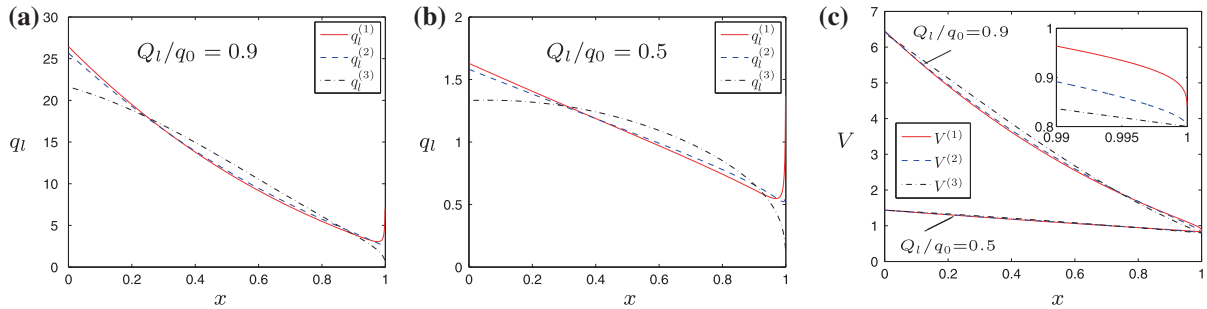 (a)
30
25
20
15
10
5
0
q_l
Q_l/q_0 = 0.9
q_l^(1)
q_l^(2)
q_l^(3)
0 0.2 0.4 0.6 0.8 1
x
(b)
2
1.5
1
0.5
0
q_l
Q_l/q_0 = 0.5
q_l^(1)
q_l^(2)
q_l^(3)
0 0.2 0.4 0.6 0.8 1
x
(c)
7
6
5
4
3
2
1
0
V
Q_l/q_0=0.9
1
0.9
0.8
0.99 0.995 1
V^(1)
V^(2)
V^(3)
Q_l/q_0=0.5
0 0.2 0.4 0.6 0.8 1
x